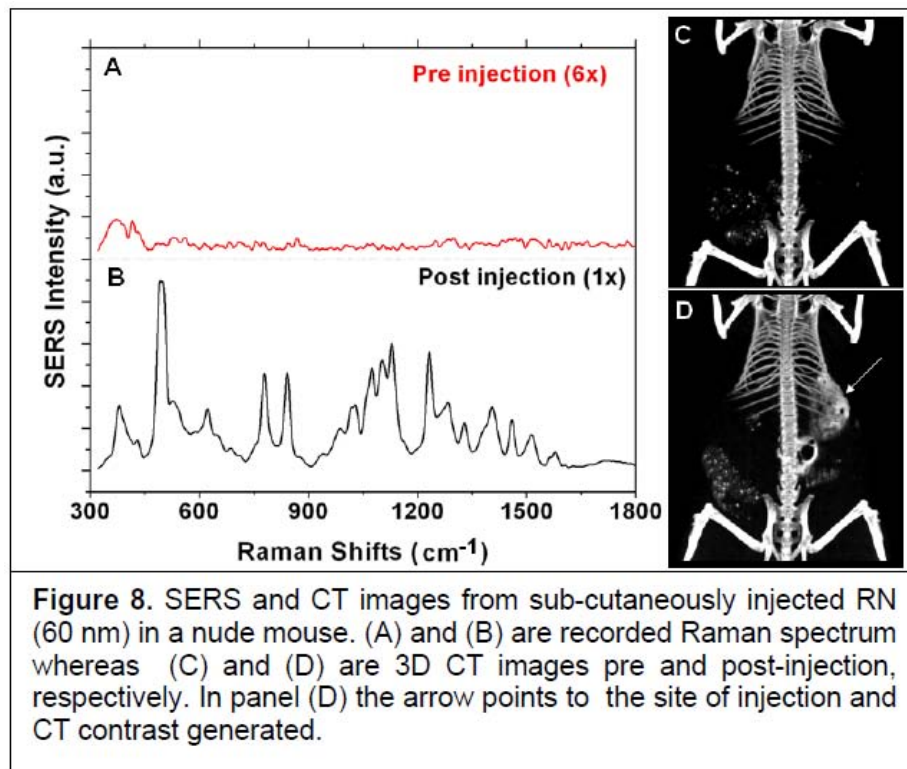 A
Pre injection (6x)
B
Post injection (1x)
SERS Intensity (a.u.)
300 600 900 1200 1500 1800
Raman Shifts (cm⁻¹)
C
D
Figure 8. SERS and CT images from sub-cutaneously injected RN
(60 nm) in a nude mouse. (A) and (B) are recorded Raman spectrum
whereas (C) and (D) are 3D CT images pre and post-injection,
respectively. In panel (D) the arrow points to the site of injection and
CT contrast generated.